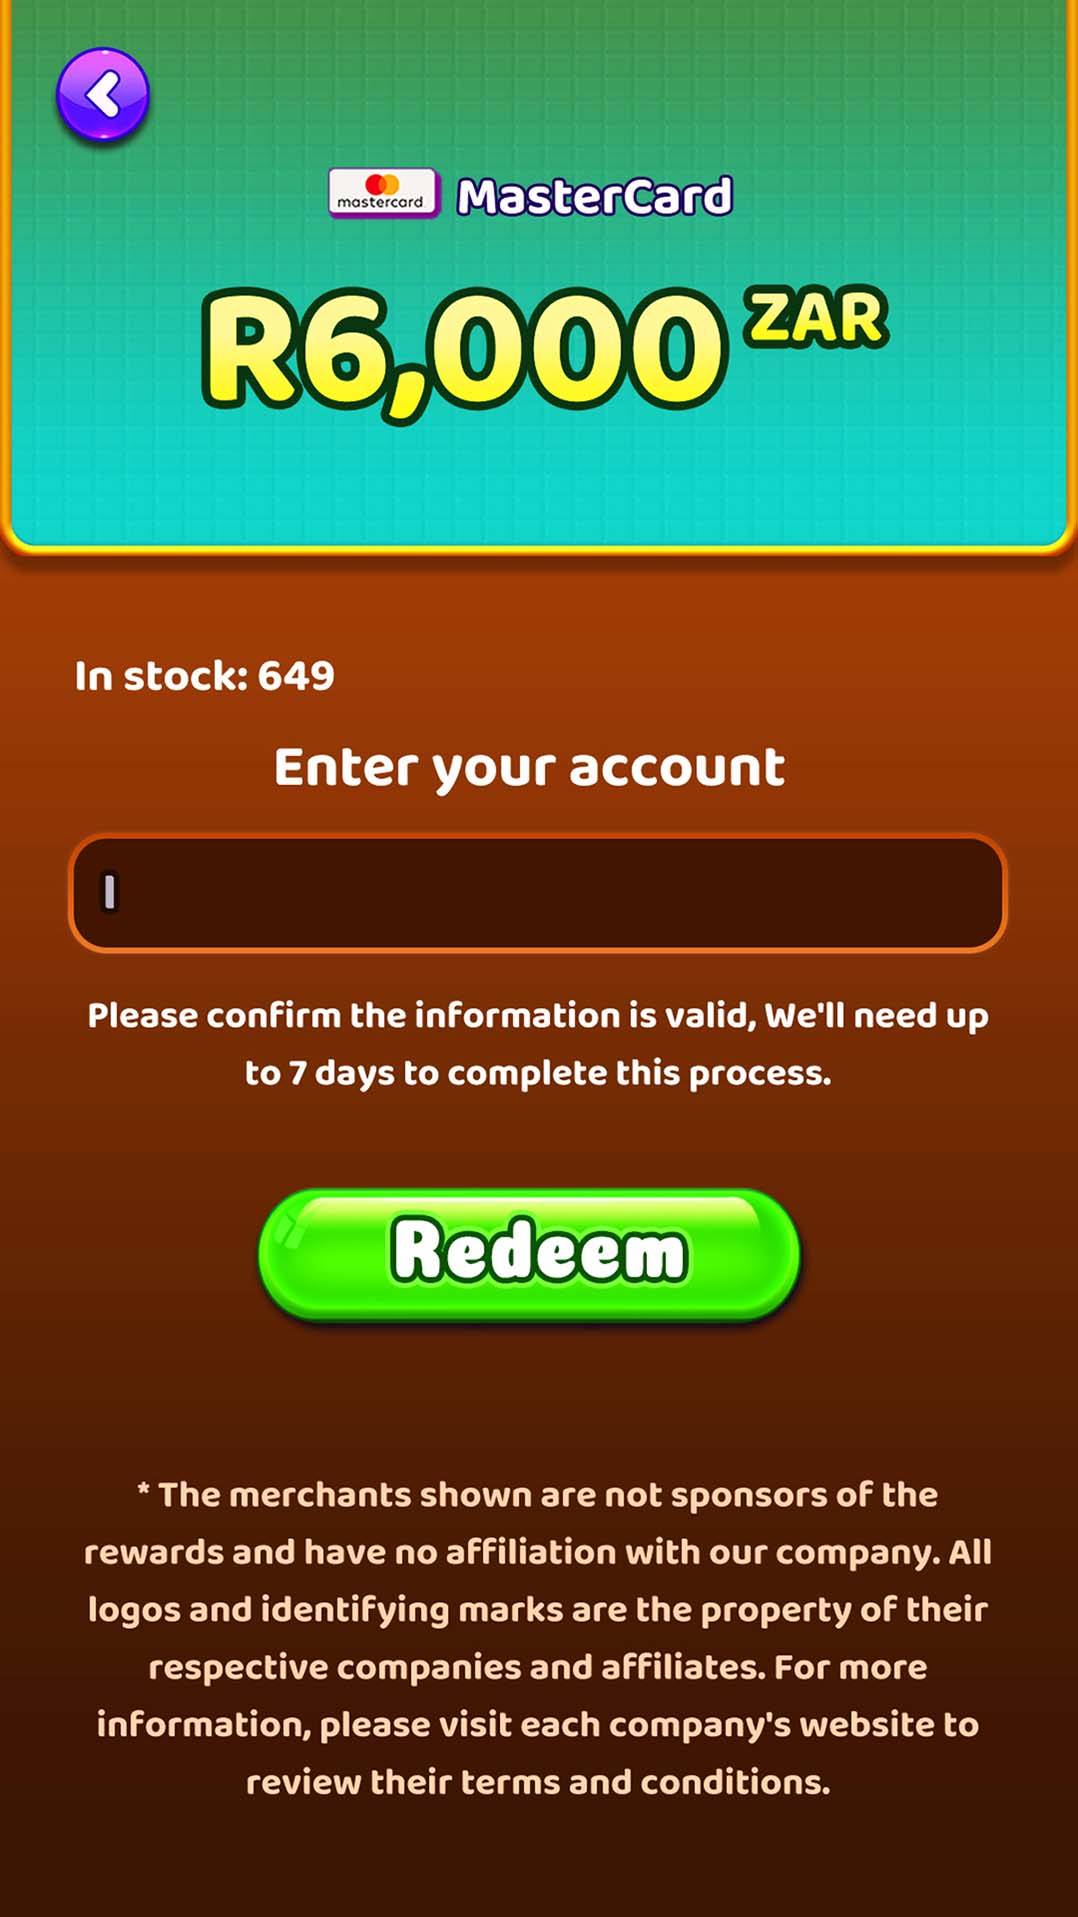 mastercard
MasterCard
R6,000 ZAR
In stock: 649
Enter your account
Please confirm the information is valid, We'll need up
to 7 days to complete this process.
Redeem
* The merchants shown are not sponsors of the
rewards and have no affiliation with our company. All
logos and identifying marks are the property of their
respective companies and affiliates. For more
information, please visit each company's website to
review their terms and conditions.